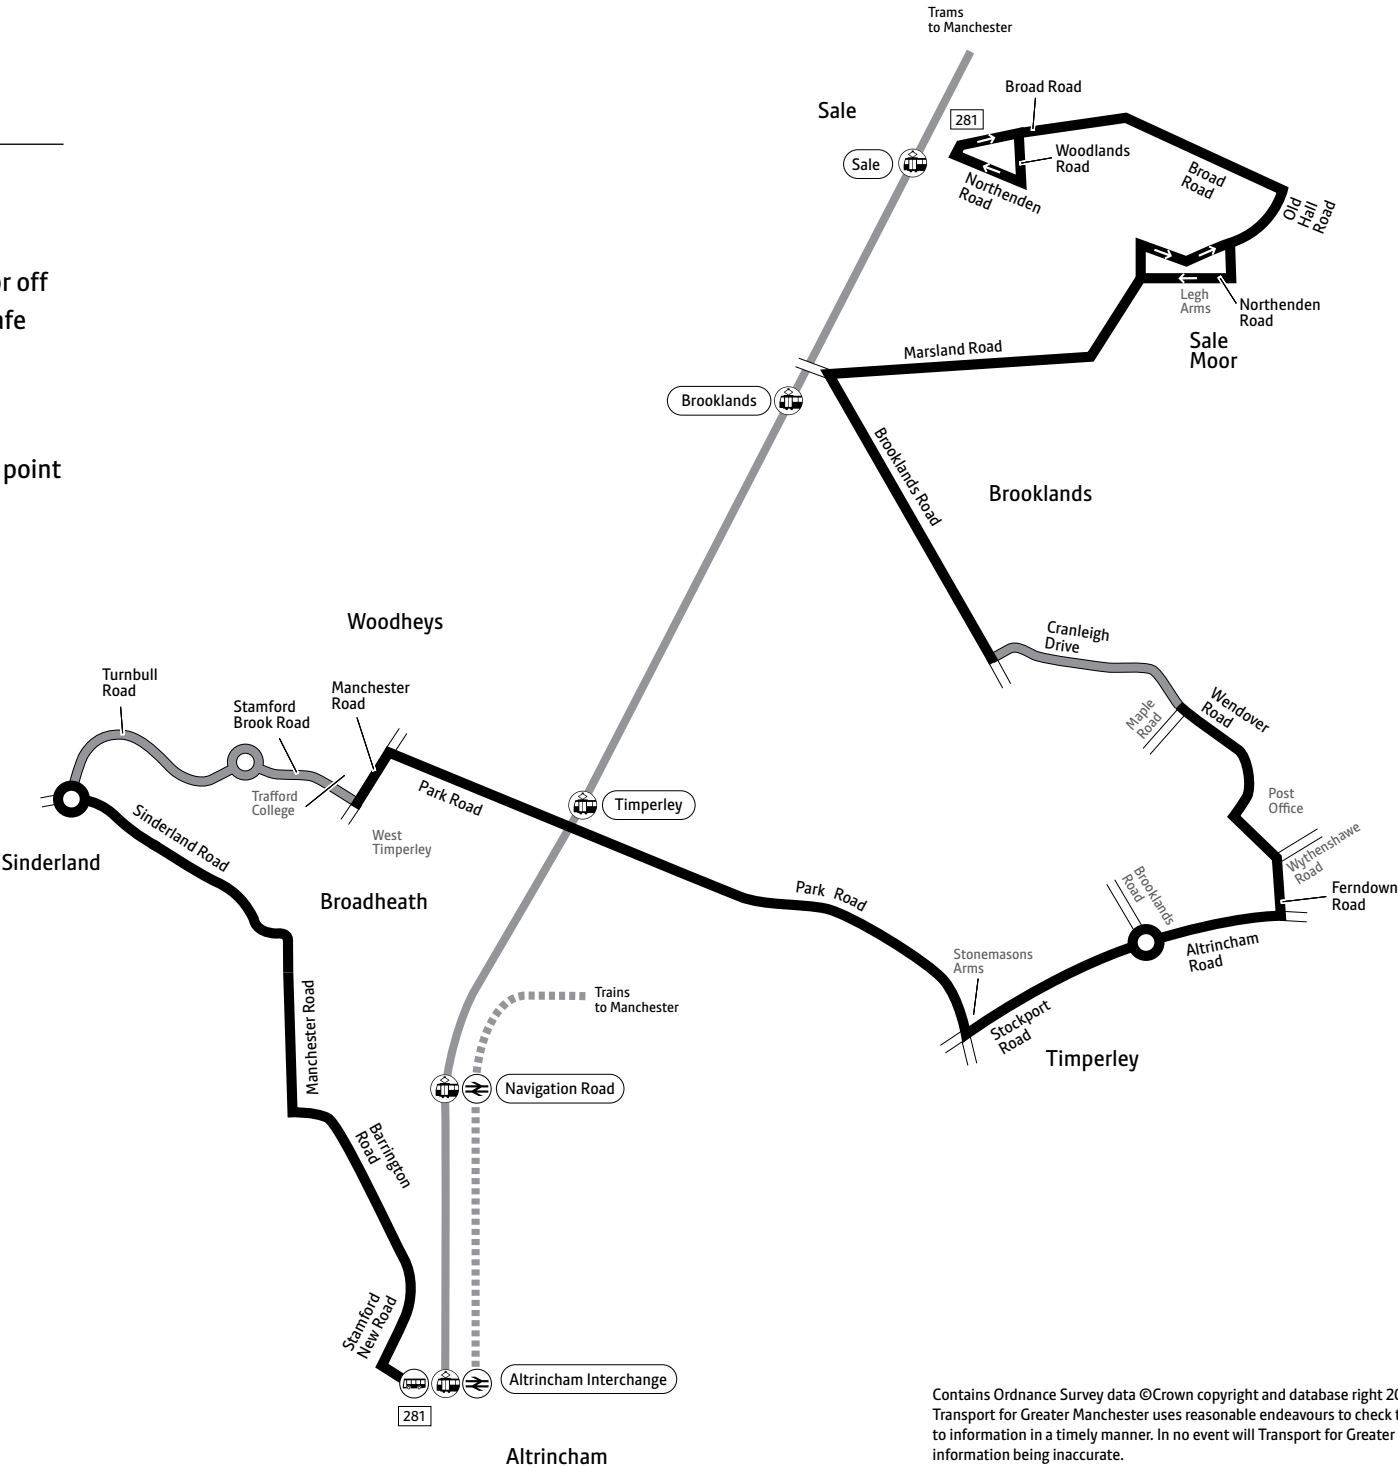 Trams
to Manchester
Broad Road
Sale
281
Woodlands
Road
Sale
Broad
Road
Northenden
Road
Old
Hall
Road
r off
afe
Legh
Arms
Northenden
Road
Sale
Moor
Marsland Road
Brooklands
point
Brooklands Road
Brooklands
Woodheys
Cranleigh
Drive
Turnbull
Road
Manchester
Road
Stamford
Brook Road
Wendover
Road
Maple
Road
Park Road
Trafford
College
Timperley
Post
Office
Sinderland Road
West
Timperley
Wythenshawe
Road
Sinderland
Broadheath
Park Road
Brooklands
Road
Ferndown
Road
Altrincham
Road
Stonemasons
Arms
Trains
to Manchester
Manchester Road
Stockport
Road
Timperley
Navigation Road
Barrington
Road
Stamford
New Road
Altrincham Interchange
281
Altrincham
Contains Ordnance Survey data ©Crown copyright and database right 20
Transport for Greater Manchester uses reasonable endeavours to check t
to information in a timely manner. In no event will Transport for Greater
information being inaccurate.